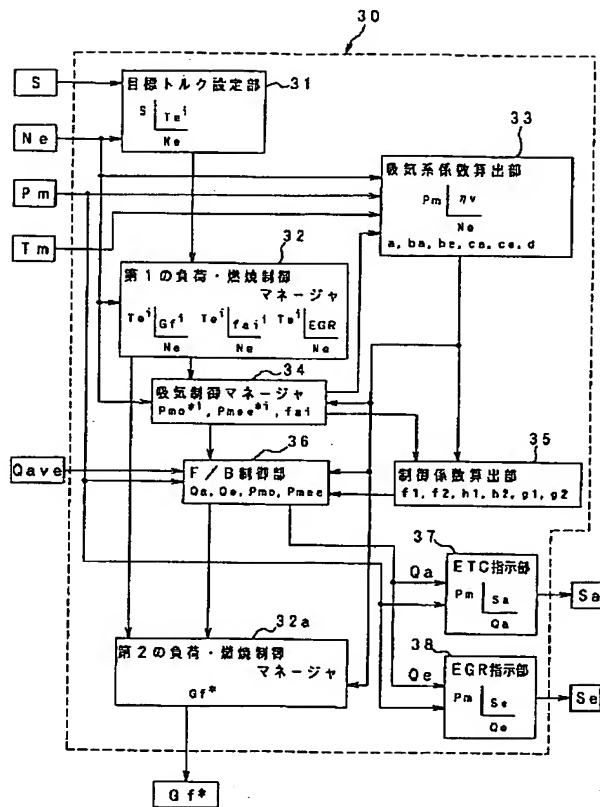 30
S
目標トルク設定部
31
S
Te^i
Ne
Ne
Pm
Tm
33
吸気系係数算出部
Pm
ηv
Ne
a, ba, be, ca, ce, d
32
第1の負荷・燃焼制御
マネージャ
Te^i Gf^i Te^i fai^i Te^i EGR
Ne Ne Ne
34
吸気制御マネージャ
Pmo*^i, Pmee*^i, fai
Qave
36
F/B制御部
Qa, Qe, Pmo, Pmee
35
制御係数算出部
f1, f2, h1, h2, g1, g2
37
Qa
ETC指示部
Pm
Sa
Qa
Sa
32a
第2の負荷・燃焼制御
マネージャ
Gf*
38
Qe
EGR指示部
Pm
Se
Qe
Se
Gf*